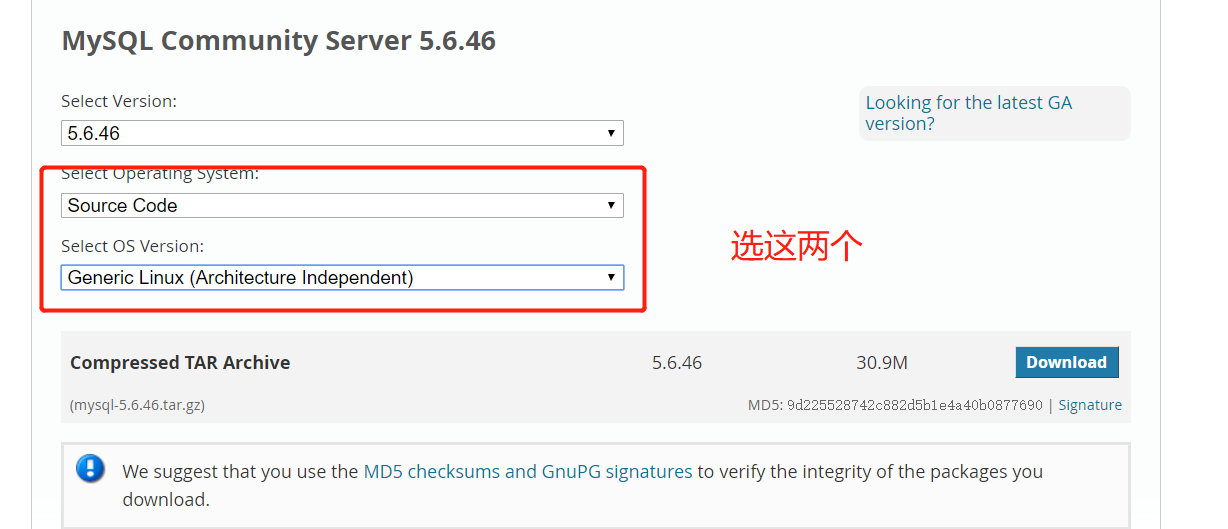 MySQL Community Server 5.6.46
Select Version:
Looking for the latest GA
version?
5.6.46
Select Operating System:
Source Code
选这两个
Select OS Version:
Generic Linux (Architecture Independent)
Compressed TAR Archive 5.6.46 30.9M Download
(mysql-5.6.46.tar.gz) MD5: 9d225528742c882d5b1e4a40b0877690 | Signature
We suggest that you use the MD5 checksums and GnuPG signatures to verify the integrity of the packages you
download.